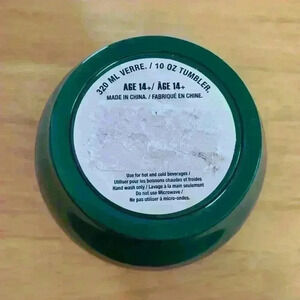 320 ML VERRE. / 10 OZ TUMBLER.
AGE 14+/ ÂGE 14+
MADE IN CHINA. / FABRIQUÉ EN CHINE.
Use for hot and cold beverages /
Utiliser pour les boissons chaudes et froides
Hand wash only / Lavage à la main seulement
Do not use Microwave /
Ne pas utiliser à micro-ondes.